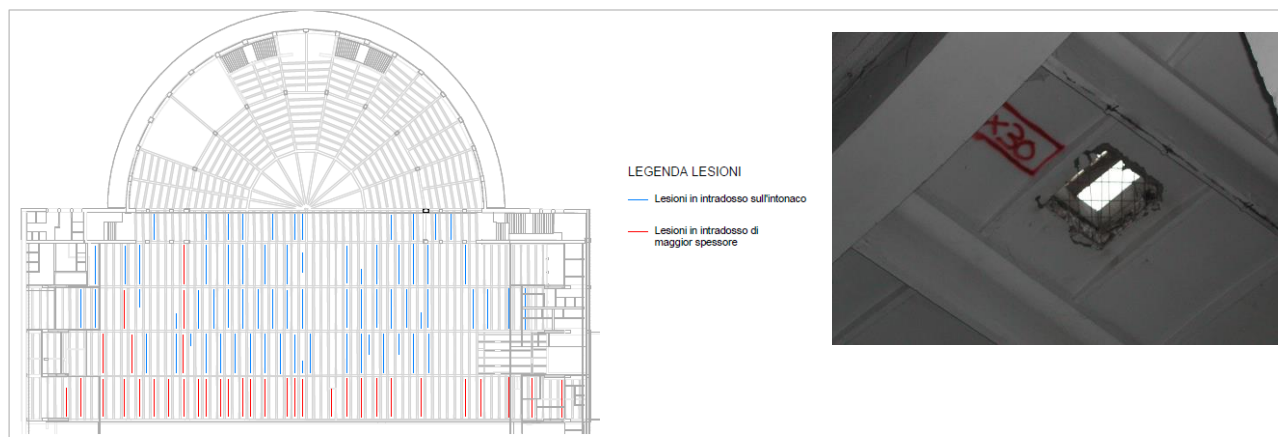 LEGENDA LESIONI
Lesioni in intradosso sull'intonaco
Lesioni in intradosso di
maggior spessore
x30